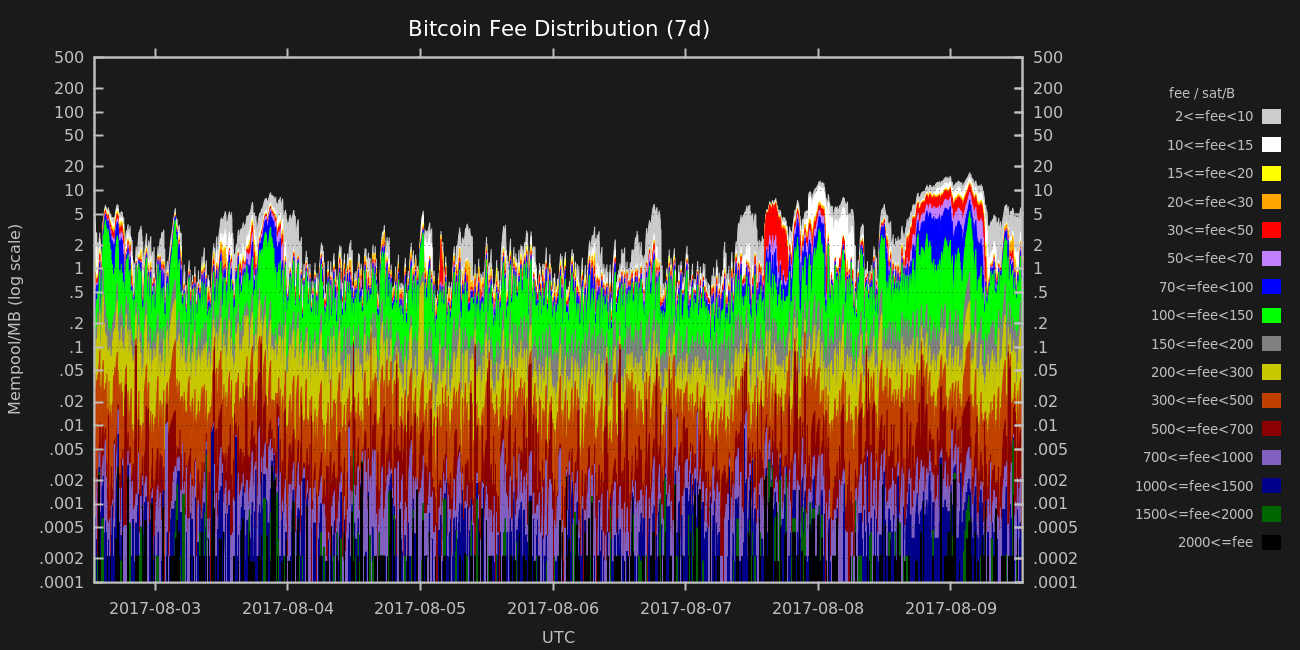 Bitcoin Fee Distribution (7d)
Mempool/MB (log scale)
500
200
100
50
20
10
5
2
1
.5
.2
.1
.05
.02
.01
.005
.002
.001
.0005
.0002
.0001
500
200
100
50
20
10
5
2
1
.5
.2
.1
.05
.02
.01
.005
.002
.001
.0005
.0002
.0001
2017-08-03 2017-08-04 2017-08-05 2017-08-06 2017-08-07 2017-08-08 2017-08-09
UTC
fee / sat/B
2<=fee<10
10<=fee<15
15<=fee<20
20<=fee<30
30<=fee<50
50<=fee<70
70<=fee<100
100<=fee<150
150<=fee<200
200<=fee<300
300<=fee<500
500<=fee<700
700<=fee<1000
1000<=fee<1500
1500<=fee<2000
2000<=fee